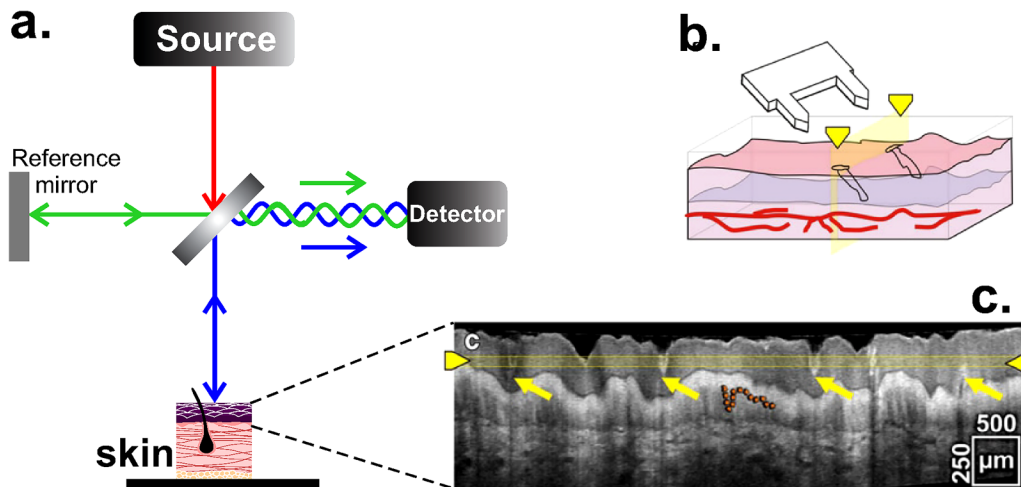 a.
Source
Reference
mirror
Detector
skin
b.
c.
C
500
250
µm